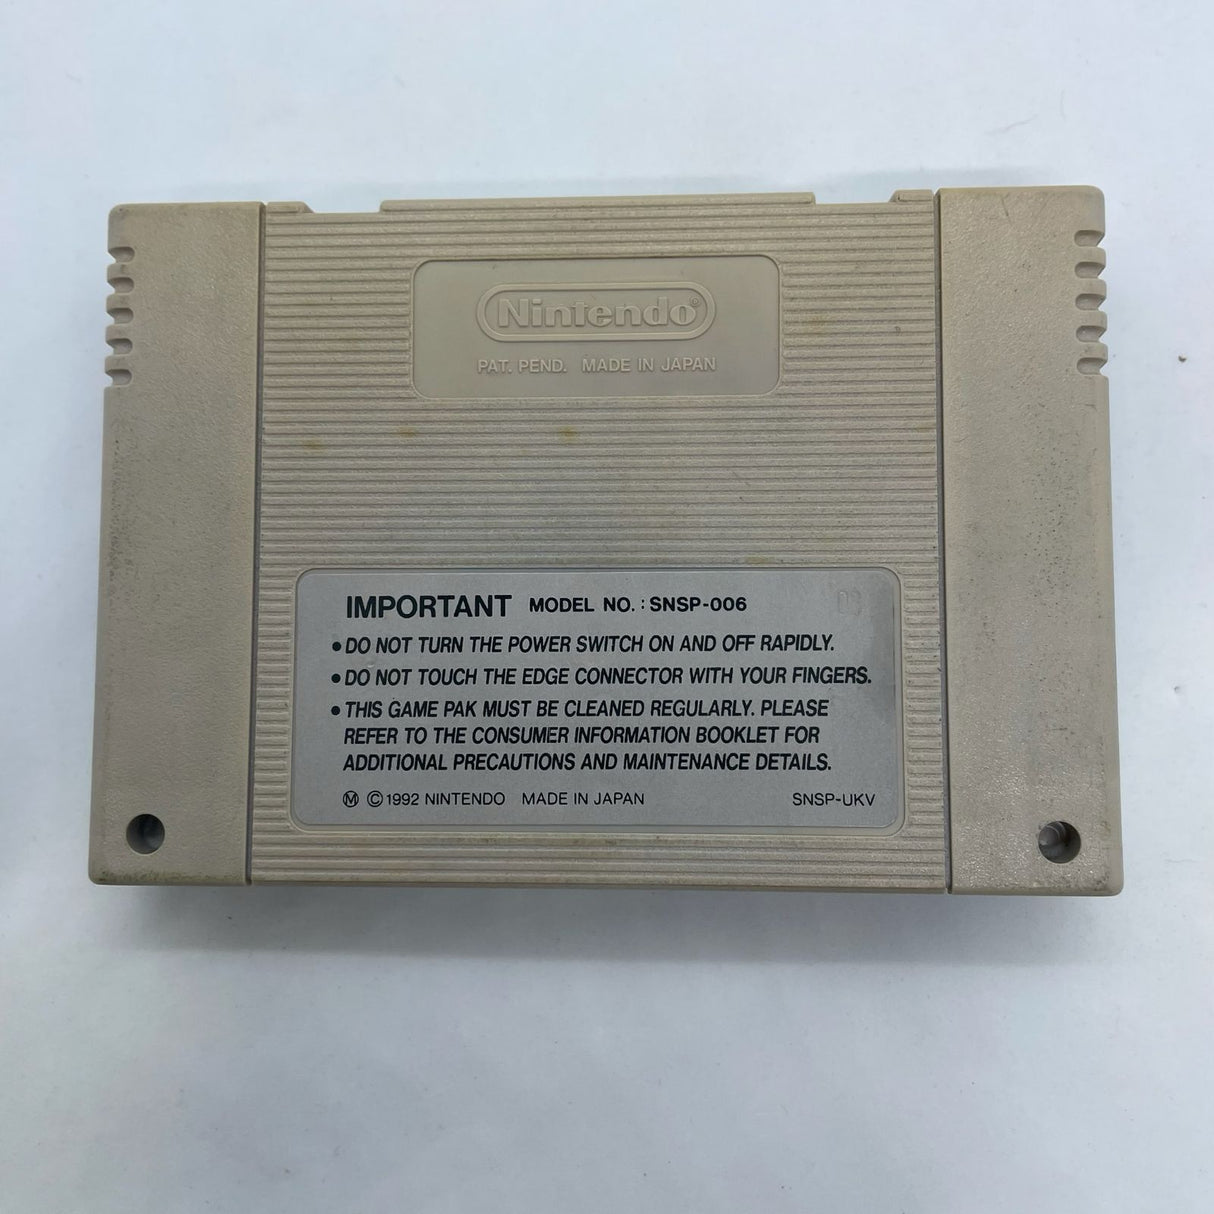 Nintendo®
PAT. PEND. MADE IN JAPAN
IMPORTANT MODEL NO. : SNSP-006
03
• DO NOT TURN THE POWER SWITCH ON AND OFF RAPIDLY.
• DO NOT TOUCH THE EDGE CONNECTOR WITH YOUR FINGERS.
• THIS GAME PAK MUST BE CLEANED REGULARLY. PLEASE
REFER TO THE CONSUMER INFORMATION BOOKLET FOR
ADDITIONAL PRECAUTIONS AND MAINTENANCE DETAILS.
Ⓜ © 1992 NINTENDO MADE IN JAPAN SNSP-UKV